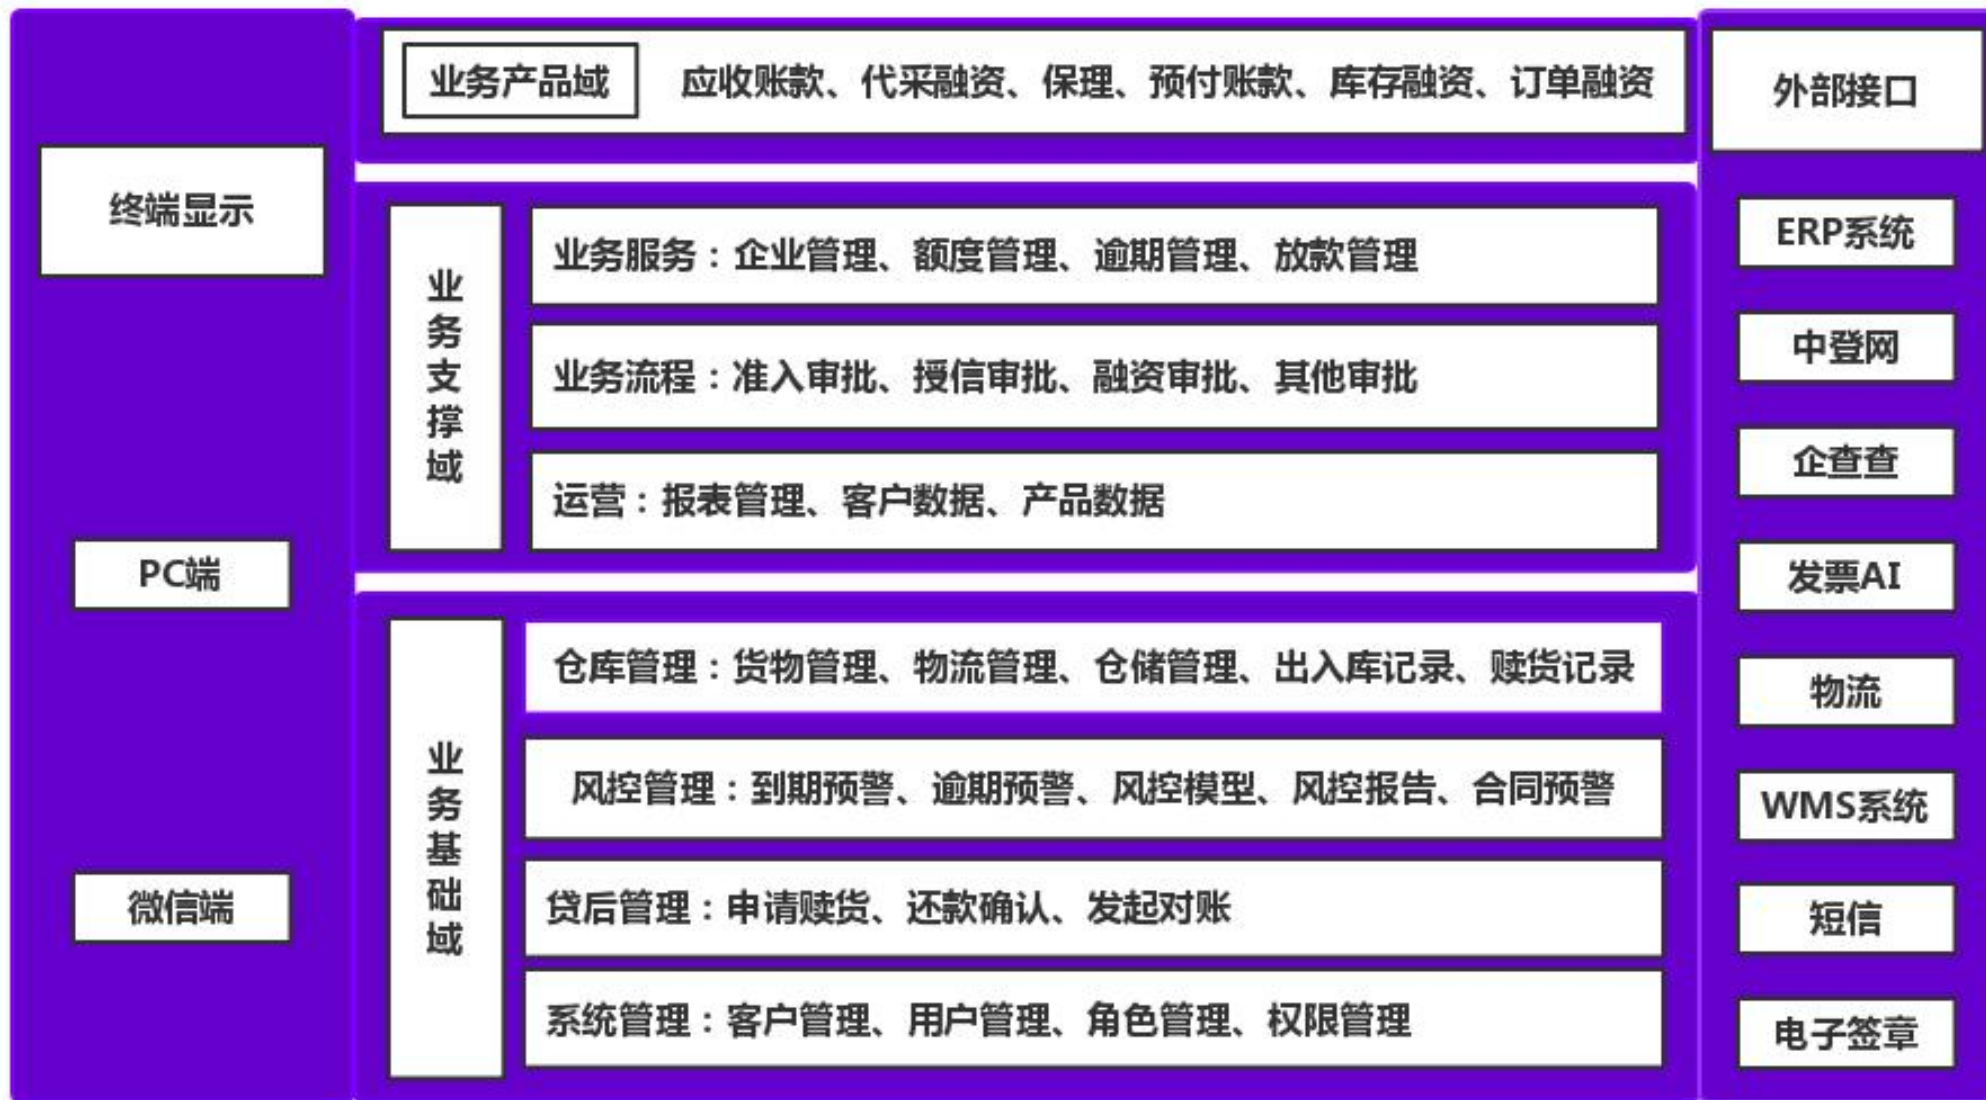 终端显示
PC端
微信端
业务产品域 应收账款、代采融资、保理、预付账款、库存融资、订单融资
业务支撑域
业务服务：企业管理、额度管理、逾期管理、放款管理
业务流程：准入审批、授信审批、融资审批、其他审批
运营：报表管理、客户数据、产品数据
业务基础域
仓库管理：货物管理、物流管理、仓储管理、出入库记录、赎货记录
风控管理：到期预警、逾期预警、风控模型、风控报告、合同预警
贷后管理：申请赎货、还款确认、发起对账
系统管理：客户管理、用户管理、角色管理、权限管理
外部接口
ERP系统
中登网
企查查
发票AI
物流
WMS系统
短信
电子签章